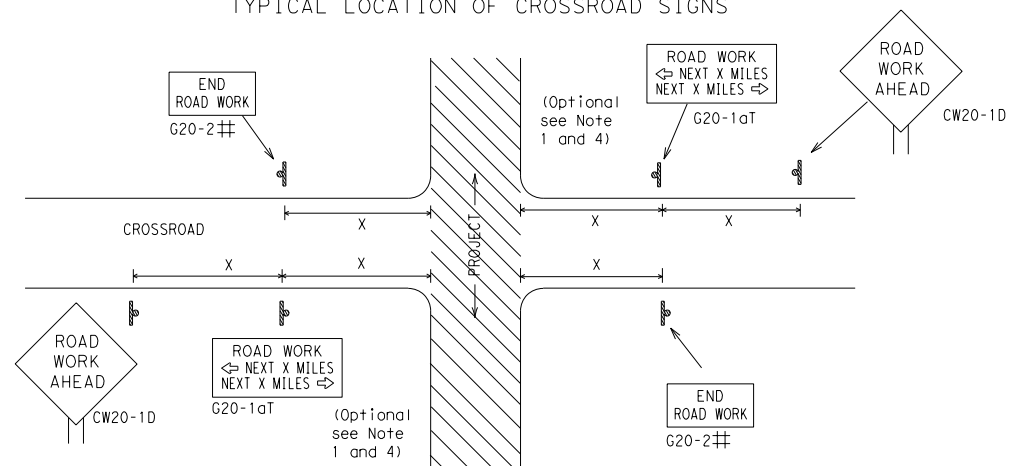 TYPICAL LOCATION OF CROSSROAD SIGNS
END
ROAD WORK
G20-2#
(Optional
see Note
1 and 4)
ROAD WORK
⇦ NEXT X MILES
NEXT X MILES ⇨
G20-1aT
ROAD
WORK
AHEAD
CW20-1D
CROSSROAD
X
X
X
PROJECT
X
X
X
ROAD
WORK
AHEAD
CW20-1D
ROAD WORK
⇦ NEXT X MILES
NEXT X MILES ⇨
G20-1aT
(Optional
see Note
1 and 4)
END
ROAD WORK
G20-2#